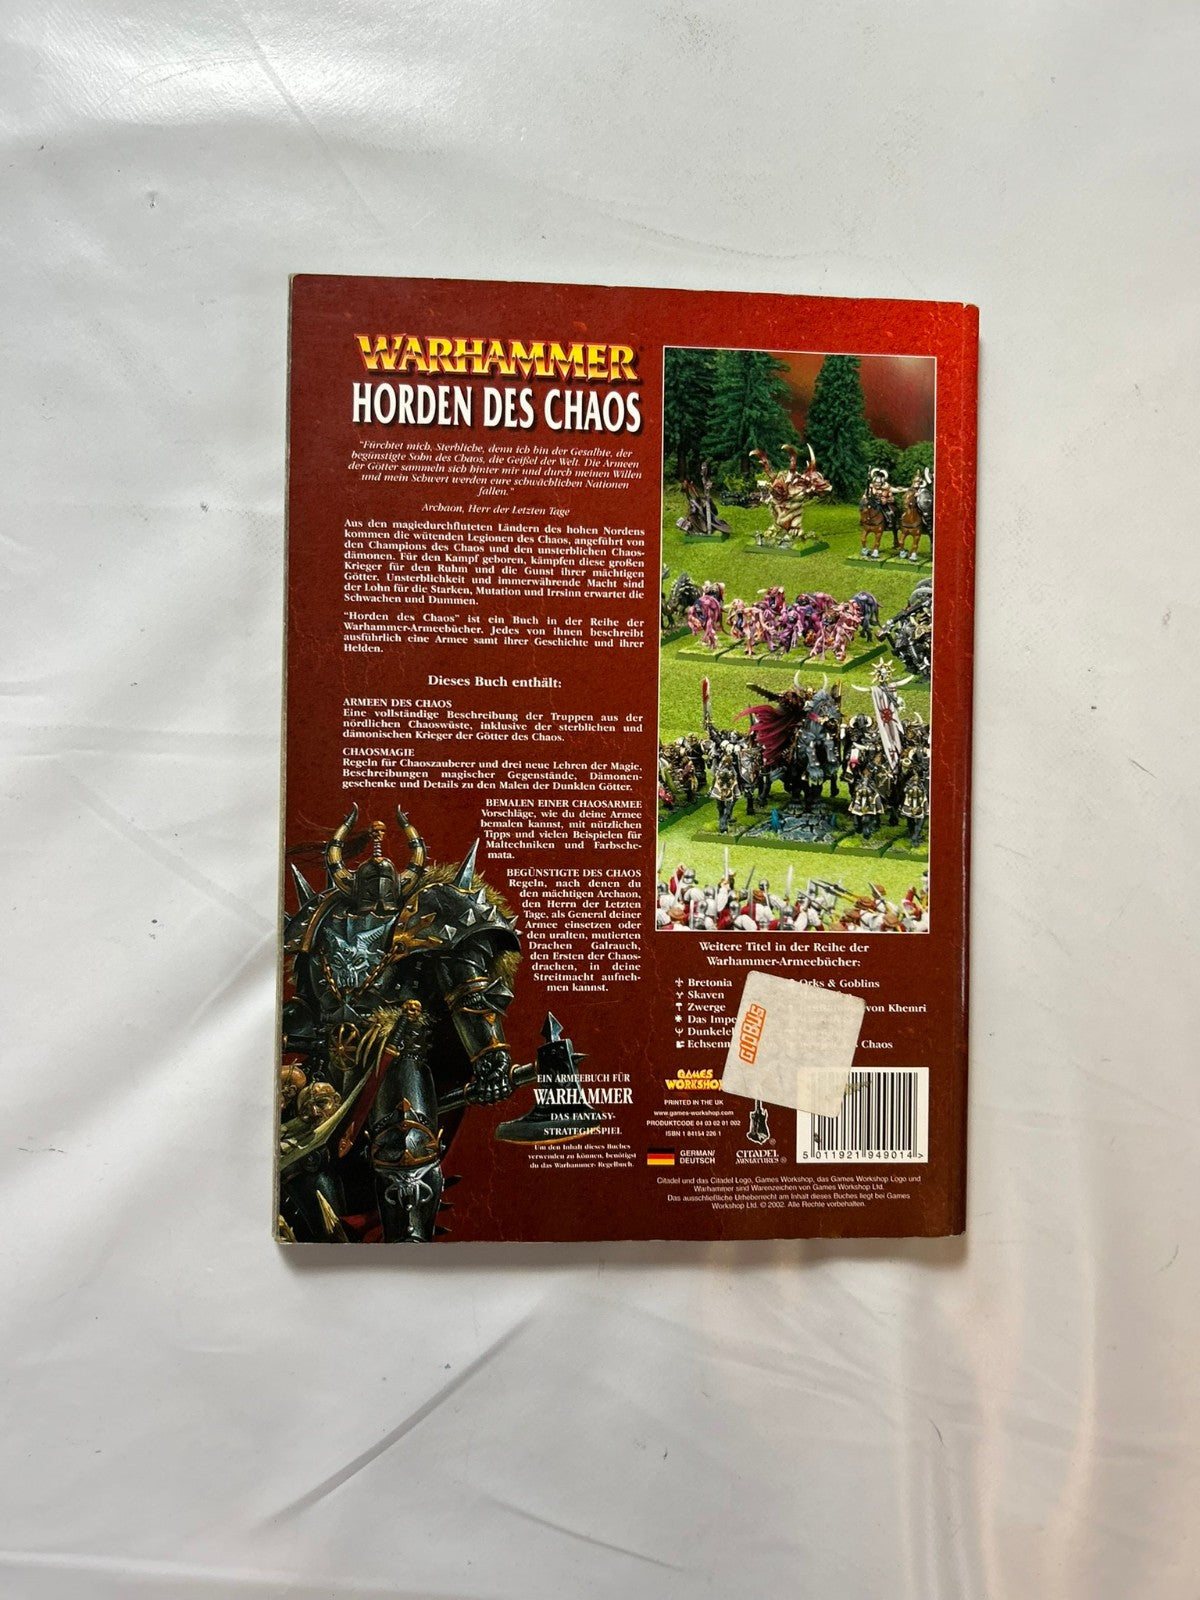 WARHAMMER
HORDEN DES CHAOS
"Fürchtet mich, Sterbliche, denn ich bin der Gesalbte, der
begünstigte Sohn des Chaos, die Geißel der Welt. Die Armeen
der Götter sammeln sich hinter mir und durch meinen Willen
und mein Schwert werden eure schwächlichen Nationen
fallen."
Archaon, Herr der Letzten Tage
Aus den magiedurchfluteten Ländern des hohen Nordens
kommen die wütenden Legionen des Chaos, angeführt von
den Champions des Chaos und den unsterblichen Chaos-
dämonen. Für den Kampf geboren, kämpfen diese großen
Krieger für den Ruhm und die Gunst ihrer mächtigen
Götter. Unsterblichkeit und immerwährende Macht sind
der Lohn für die Starken, Mutation und Irrsinn erwartet die
Schwachen und Dummen.
"Horden des Chaos" ist ein Buch in der Reihe der
Warhammer-Armeebücher. Jedes von ihnen beschreibt
ausführlich eine Armee samt ihrer Geschichte und ihrer
Helden.
Dieses Buch enthält:
ARMEEN DES CHAOS
Eine vollständige Beschreibung der Truppen aus der
nördlichen Chaoswüste, inklusive der sterblichen und
dämonischen Krieger der Götter des Chaos.
CHAOSMAGIE
Regeln für Chaoszauberer und drei neue Lehren der Magie,
Beschreibungen magischer Gegenstände, Dämonen-
geschenke und Details zu den Malen der Dunklen Götter.
BEMALEN EINER CHAOSARMEE
Vorschläge, wie du deine Armee
bemalen kannst, mit nützlichen
Tipps und vielen Beispielen für
Maltechniken und Farbsche-
mata.
BEGÜNSTIGTE DES CHAOS
Regeln, nach denen du
den mächtigen Archaon,
den Herrn der Letzten
Tage, als General deiner
Armee einsetzen oder
den uralten, mutierten
Drachen Galrauch,
den Ersten der Chaos-
drachen, in deine
Streitmacht aufneh-
men kannst.
EIN ARMEEBUCH FÜR
WARHAMMER
DAS FANTASY-
STRATEGIESPIEL
Um den Inhalt dieses Buches
verwenden zu können, benötigst
du das Warhammer-Regelbuch.
Weitere Titel in der Reihe der
Warhammer-Armeebücher:
Bretonia
Skaven
Zwerge
Das Impe
Dunkelel
Echsenn
Orks & Goblins
von Khemri
Chaos
GLOBUS
GAMES
WORKSHOP
PRINTED IN THE UK
www.games-workshop.com
PRODUKTCODE 04 03 02 01 002
ISBN 1 84154 226 1
GERMAN/
DEUTSCH
CITADEL
MINIATURES ®
5 011921 949014 >
Citadel und das Citadel Logo, Games Workshop, das Games Workshop Logo und
Warhammer sind Warenzeichen von Games Workshop Ltd.
Das ausschließliche Urheberrecht am Inhalt dieses Buches liegt bei Games
Workshop Ltd. © 2002. Alle Rechte vorbehalten.